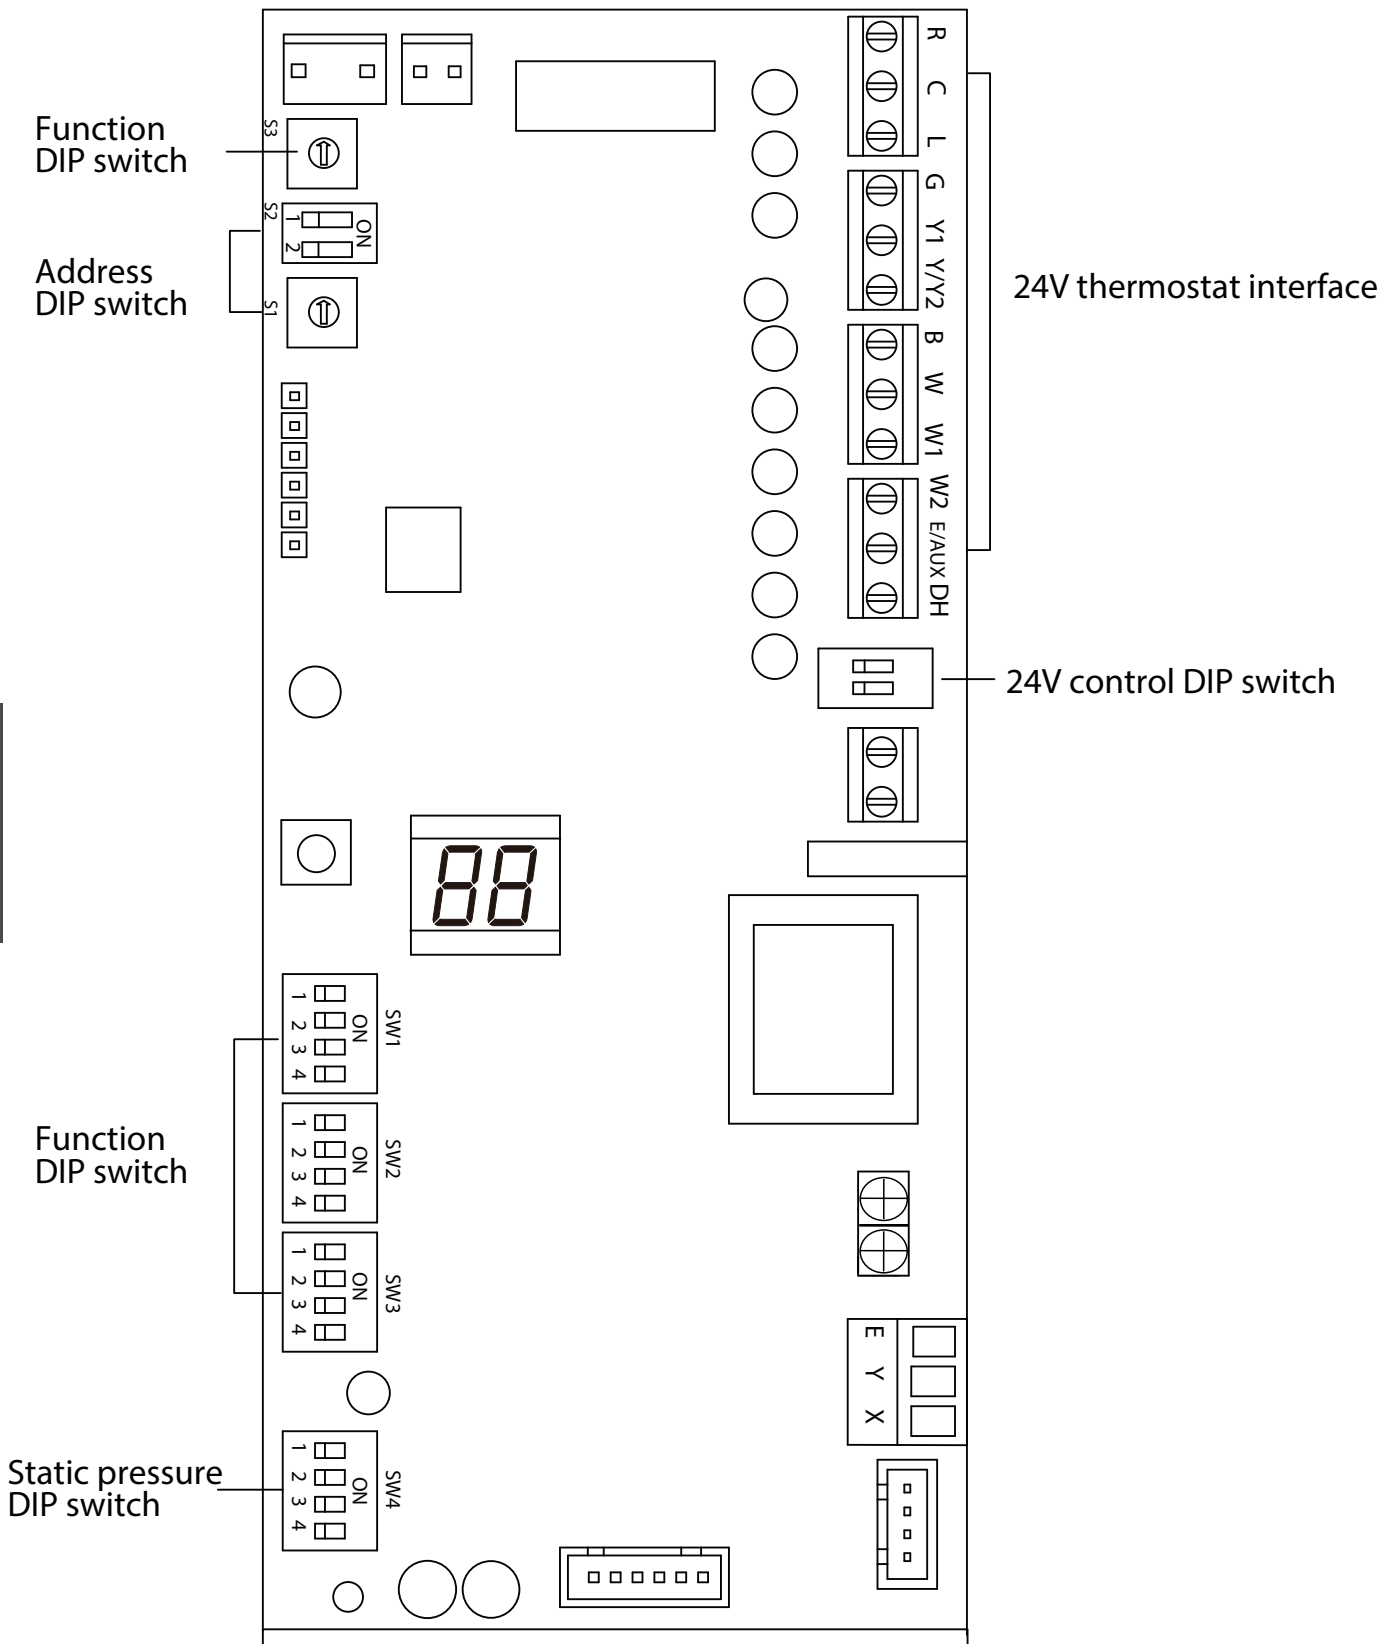 Function
DIP switch
S3
S2
1
2
ON
Address
DIP switch
S1
R
C
L
G
Y1
Y/Y2
B
W
W1
W2
E/AUX
DH
24V thermostat interface
24V control DIP switch
88
1
2
3
4
ON
SW1
Function
DIP switch
1
2
3
4
ON
SW2
1
2
3
4
ON
SW3
E
Y
X
Static pressure
DIP switch
1
2
3
4
ON
SW4